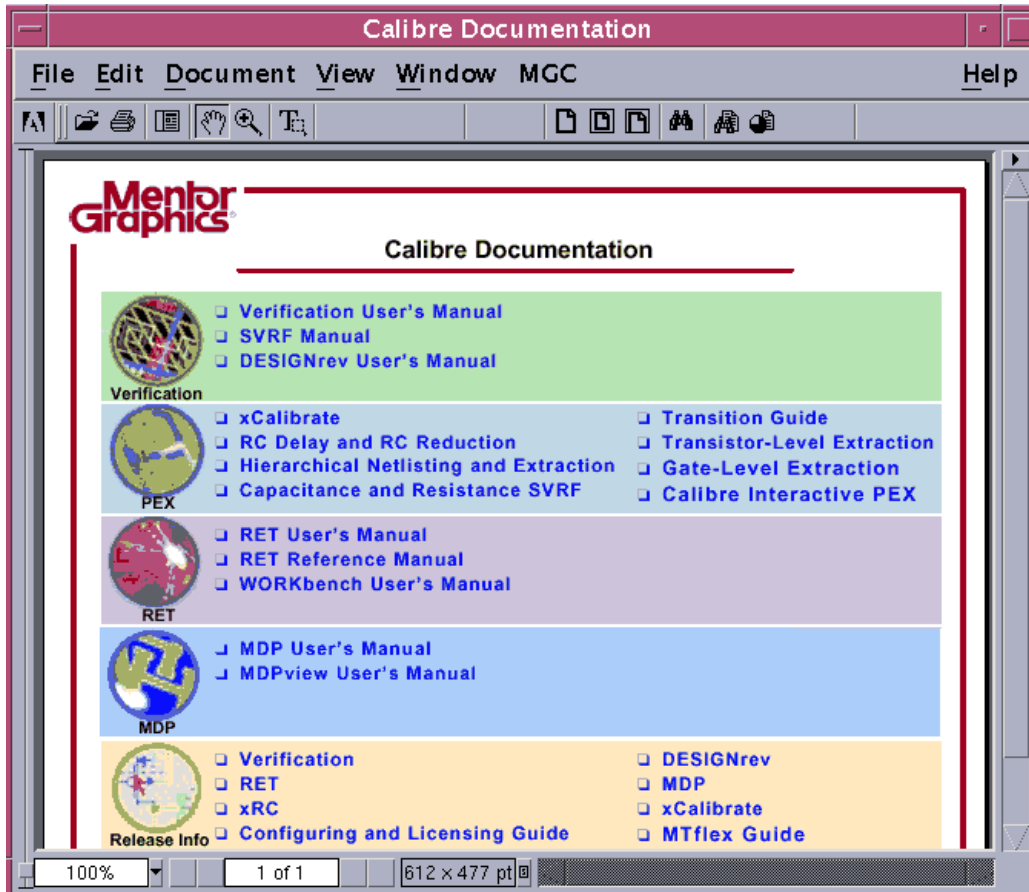 Calibre Documentation
File Edit Document View Window MGC Help
Mentor
Graphics®
Calibre Documentation
Verification User's Manual
SVRF Manual
DESIGNrev User's Manual
Verification
xCalibrate
RC Delay and RC Reduction
Hierarchical Netlisting and Extraction
Capacitance and Resistance SVRF
Transition Guide
Transistor-Level Extraction
Gate-Level Extraction
Calibre Interactive PEX
PEX
RET User's Manual
RET Reference Manual
WORKbench User's Manual
RET
MDP User's Manual
MDPview User's Manual
MDP
Verification
RET
xRC
Configuring and Licensing Guide
DESIGNrev
MDP
xCalibrate
MTflex Guide
Release Info
100% 1 of 1 612 × 477 pt